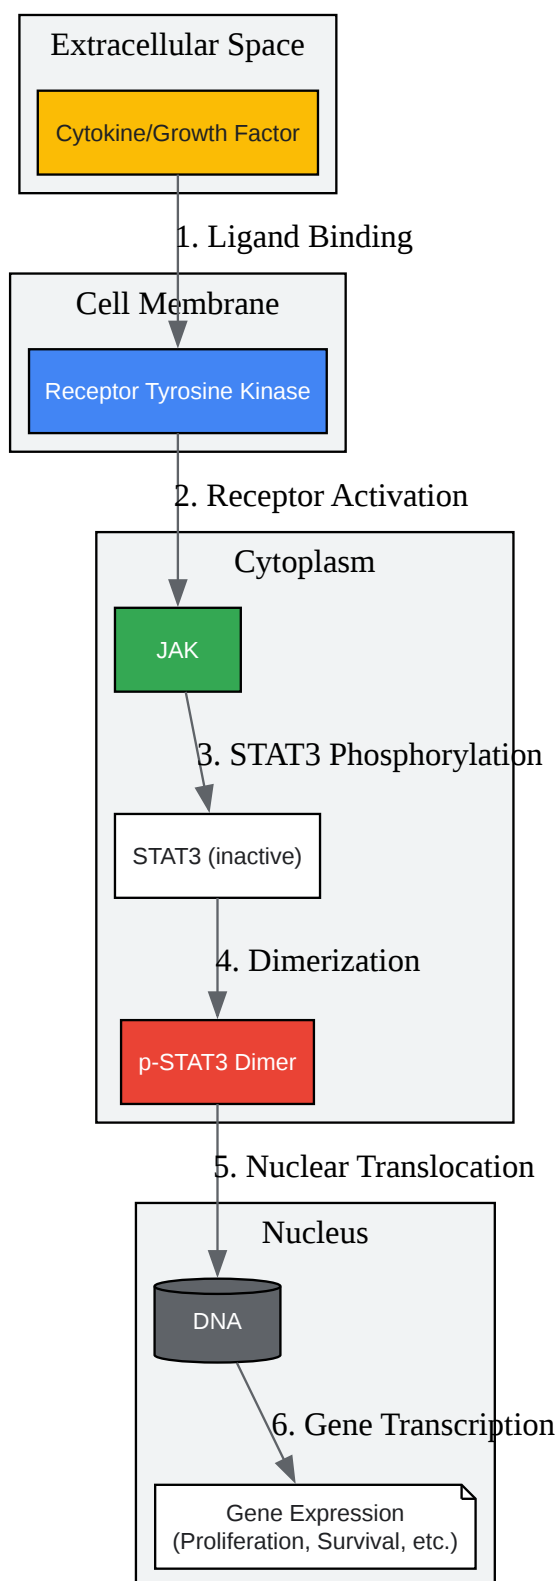 Extracellular Space
Cytokine/Growth Factor
1. Ligand Binding
Cell Membrane
Receptor Tyrosine Kinase
2. Receptor Activation
Cytoplasm
JAK
3. STAT3 Phosphorylation
STAT3 (inactive)
4. Dimerization
p-STAT3 Dimer
5. Nuclear Translocation
Nucleus
DNA
6. Gene Transcription
Gene Expression
(Proliferation, Survival, etc.)